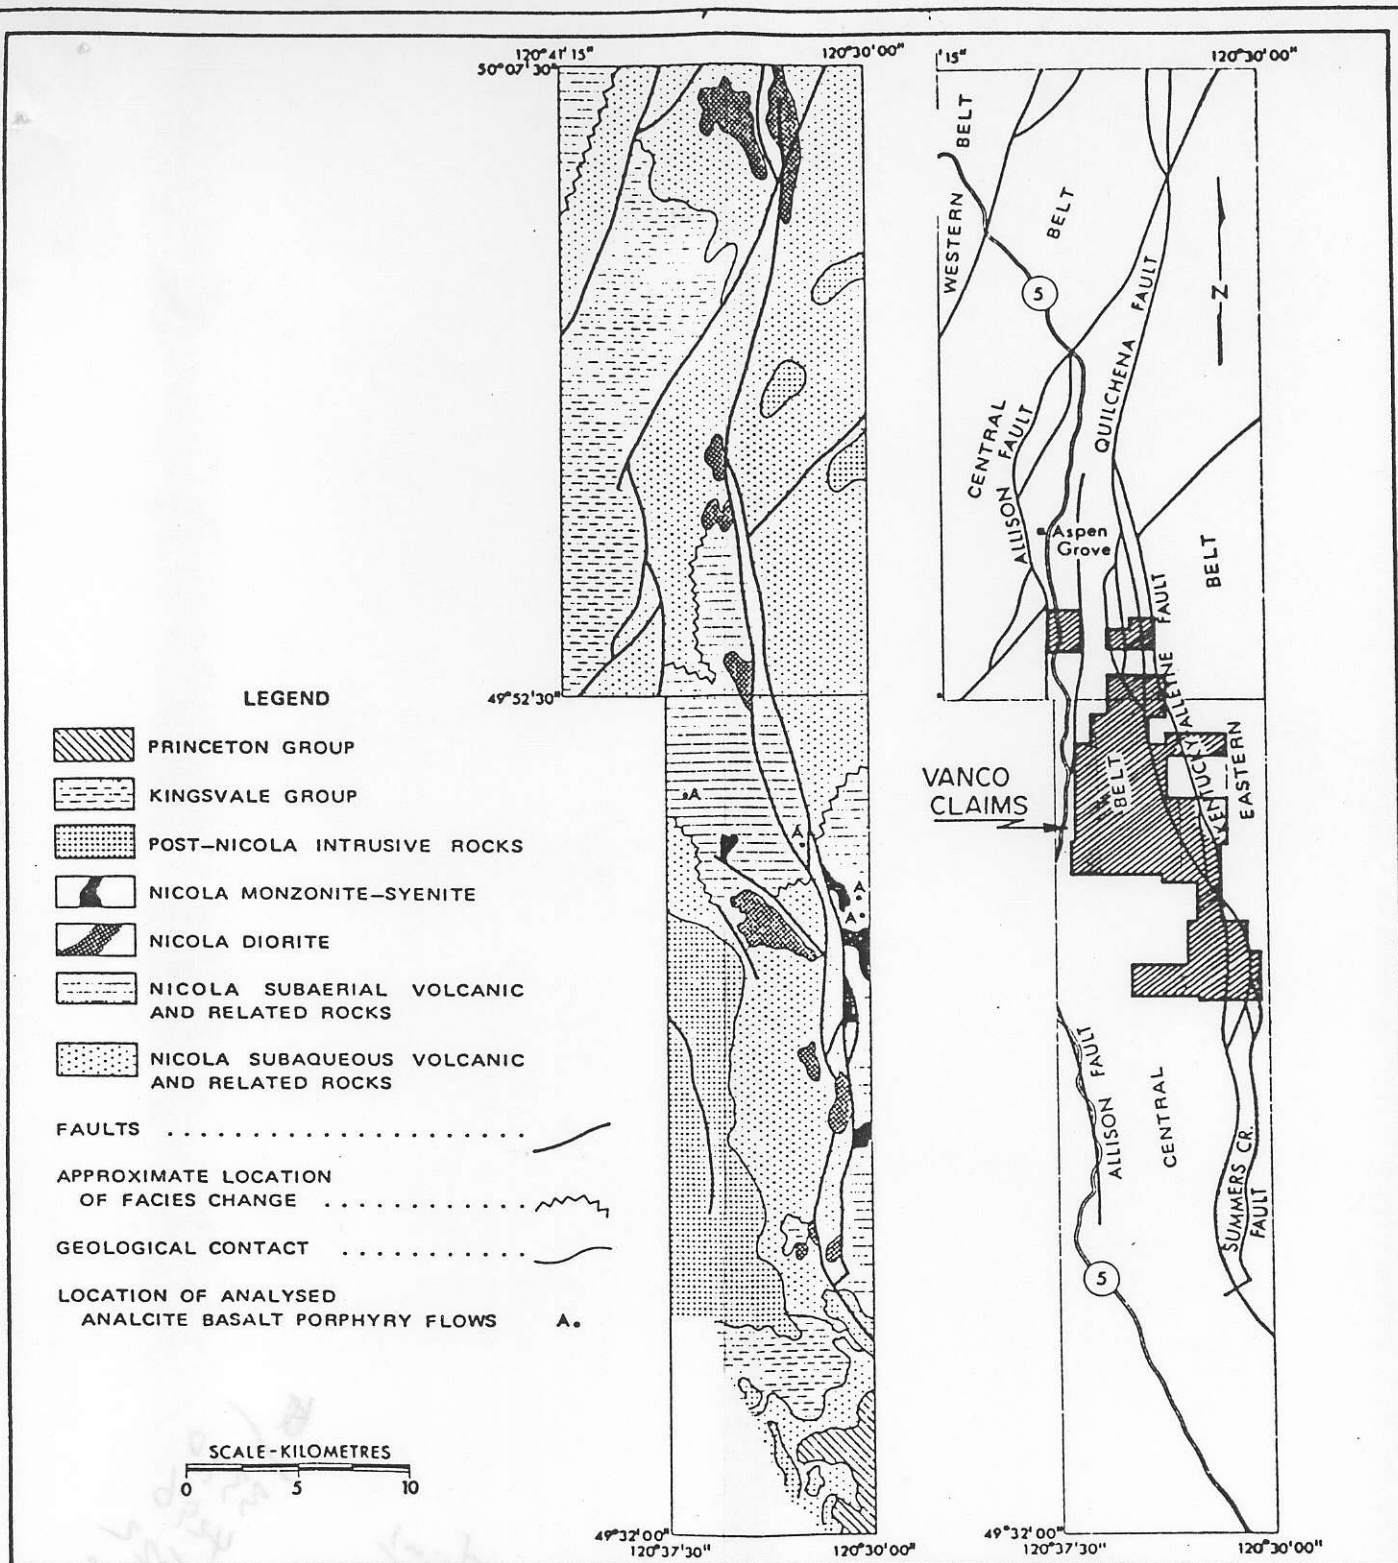 120°41'15"
120°30'00"
50°07'30"
'15"
120°30'00"
WESTERN BELT
BELT
5
QUILCHENA FAULT
N
CENTRAL
ALLISON FAULT
Aspen
Grove
BELT
49°52'30"
LEGEND
PRINCETON GROUP
KINGSVALE GROUP
POST-NICOLA INTRUSIVE ROCKS
NICOLA MONZONITE-SYENITE
NICOLA DIORITE
NICOLA SUBAERIAL VOLCANIC
AND RELATED ROCKS
NICOLA SUBAQUEOUS VOLCANIC
AND RELATED ROCKS
FAULTS
APPROXIMATE LOCATION
OF FACIES CHANGE
GEOLOGICAL CONTACT
LOCATION OF ANALYSED
ANALCITE BASALT PORPHYRY FLOWS A.
SCALE-KILOMETRES
0 5 10
A
A
A
A
VANCO
CLAIMS
BELT
KENTUCKY-ALLEYNE FAULT
EASTERN
ALLISON FAULT
CENTRAL
SUMMERS CR.
FAULT
5
49°32'00"
120°37'30"
120°30'00"
49°32'00"
120°37'30"
120°30'00"